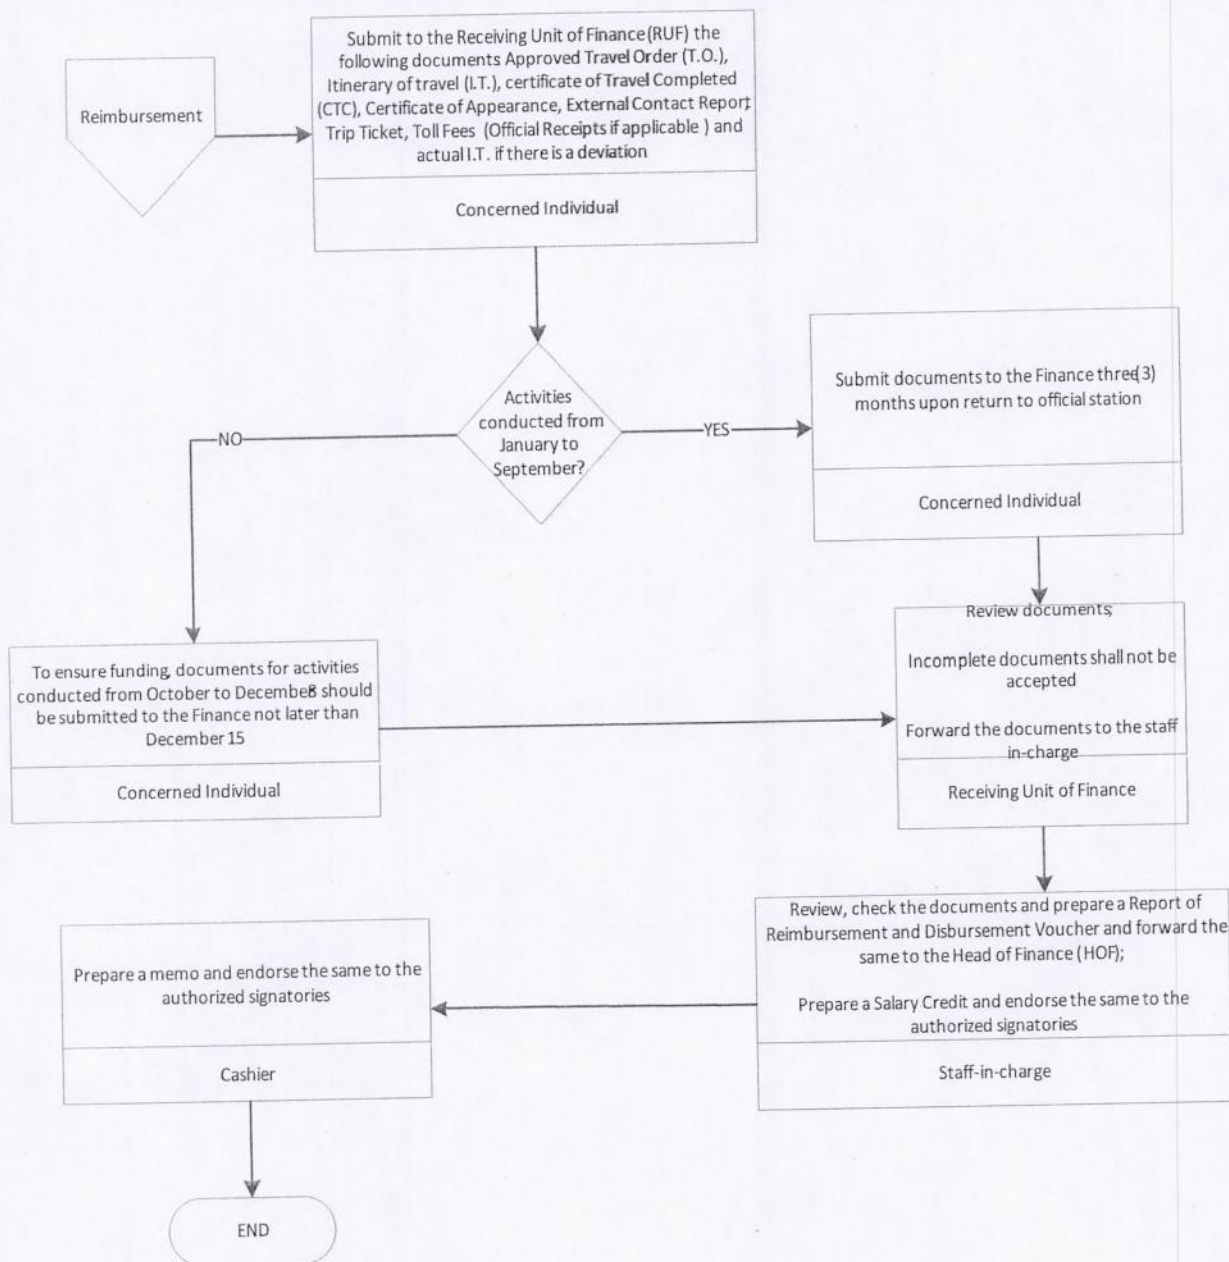 Reimbursement
Submit to the Receiving Unit of Finance (RUF) the
following documents Approved Travel Order (T.O.),
Itinerary of travel (I.T.), certificate of Travel Completed
(CTC), Certificate of Appearance, External Contact Report,
Trip Ticket, Toll Fees (Official Receipts if applicable ) and
actual I.T. if there is a deviation
Concerned Individual
Activities
conducted from
January to
September?
NO
YES
Submit documents to the Finance three(3)
months upon return to official station
Concerned Individual
To ensure funding, documents for activities
conducted from October to December8 should
be submitted to the Finance not later than
December 15
Concerned Individual
Review documents;
Incomplete documents shall not be
accepted
Forward the documents to the staff
in-charge
Receiving Unit of Finance
Review, check the documents and prepare a Report of
Reimbursement and Disbursement Voucher and forward the
same to the Head of Finance (HOF);
Prepare a Salary Credit and endorse the same to the
authorized signatories
Staff-in-charge
Prepare a memo and endorse the same to the
authorized signatories
Cashier
END